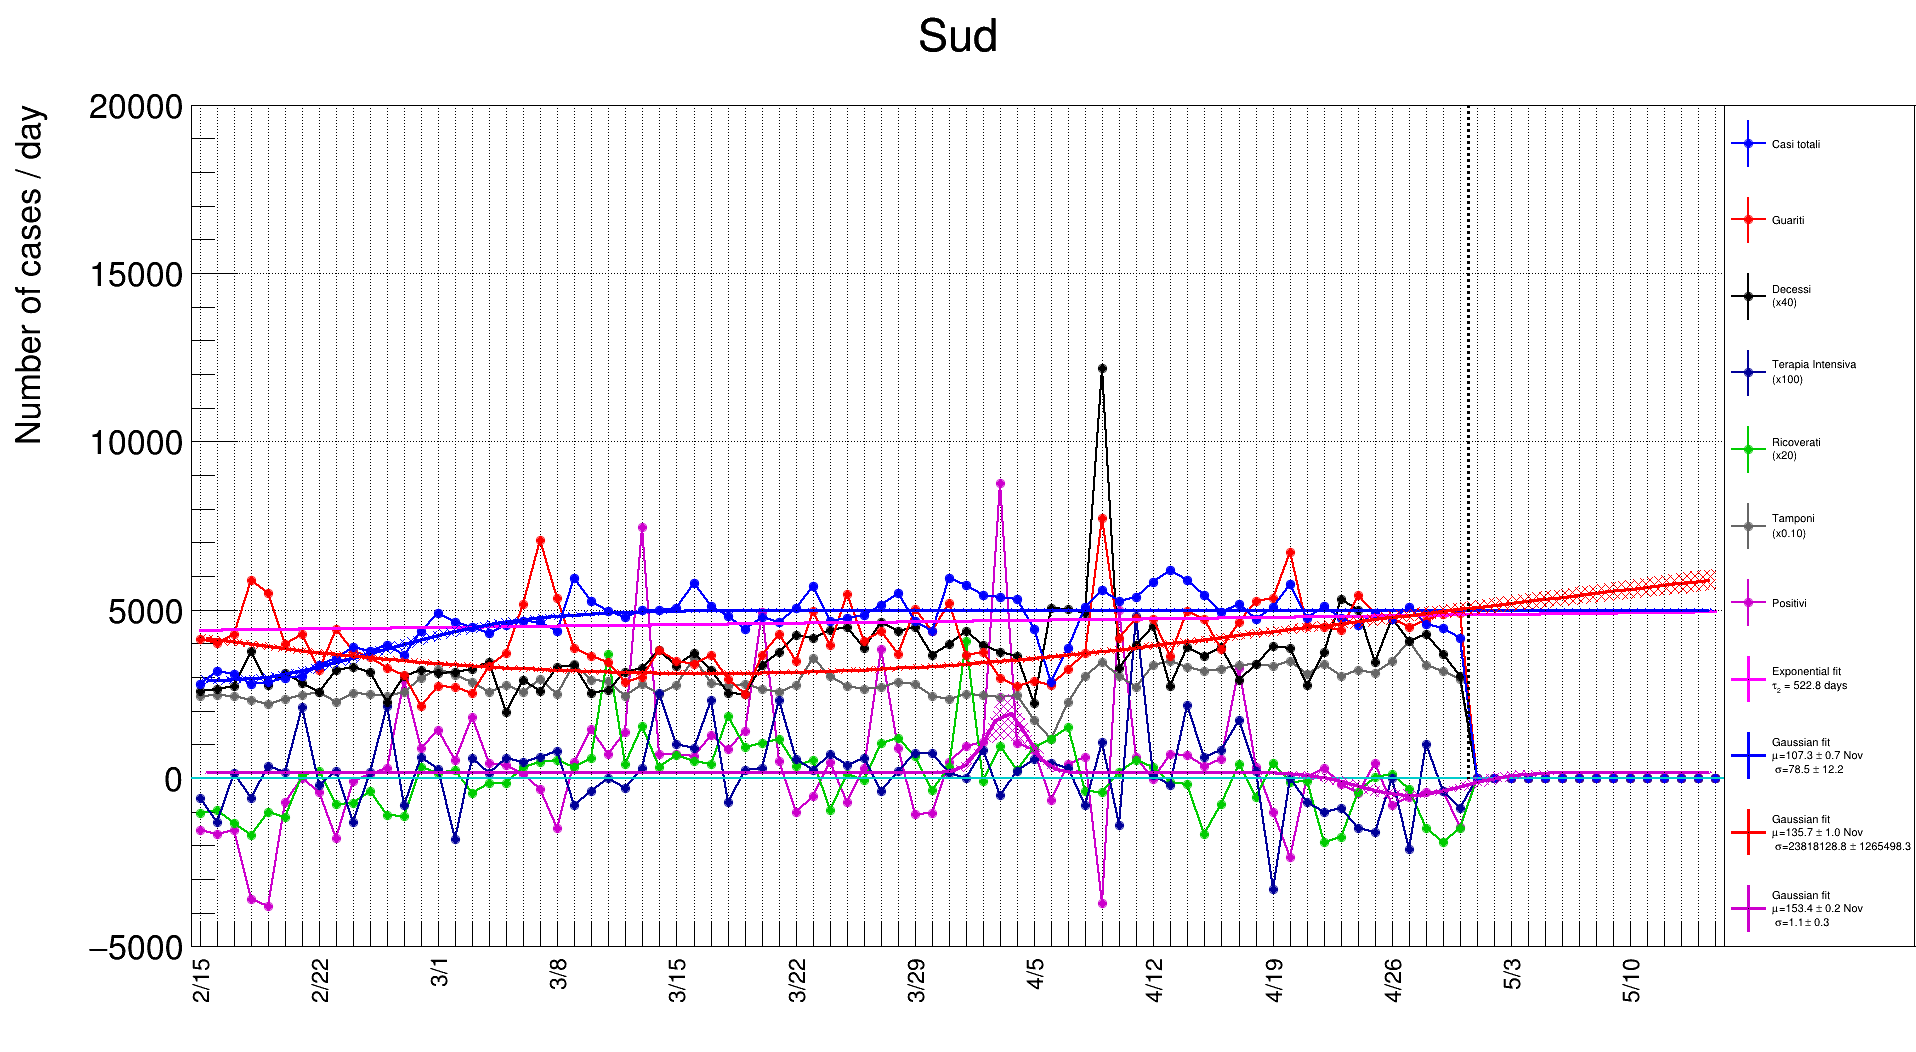 Sud
Number of cases / day
20000
15000
10000
5000
0
−5000
2/15
2/22
3/1
3/8
3/15
3/22
3/29
4/5
4/12
4/19
4/26
5/3
5/10
Casi totali
Guariti
Decessi
(x40)
Terapia Intensiva
(x100)
Ricoverati
(x20)
Tamponi
(x0.10)
Positivi
Exponential fit
τ₂ = 522.8 days
Gaussian fit
μ=107.3 ± 0.7 Nov
σ=78.5 ± 12.2
Gaussian fit
μ=135.7 ± 1.0 Nov
σ=23818128.8 ± 1265498.3
Gaussian fit
μ=153.4 ± 0.2 Nov
σ=1.1 ± 0.3